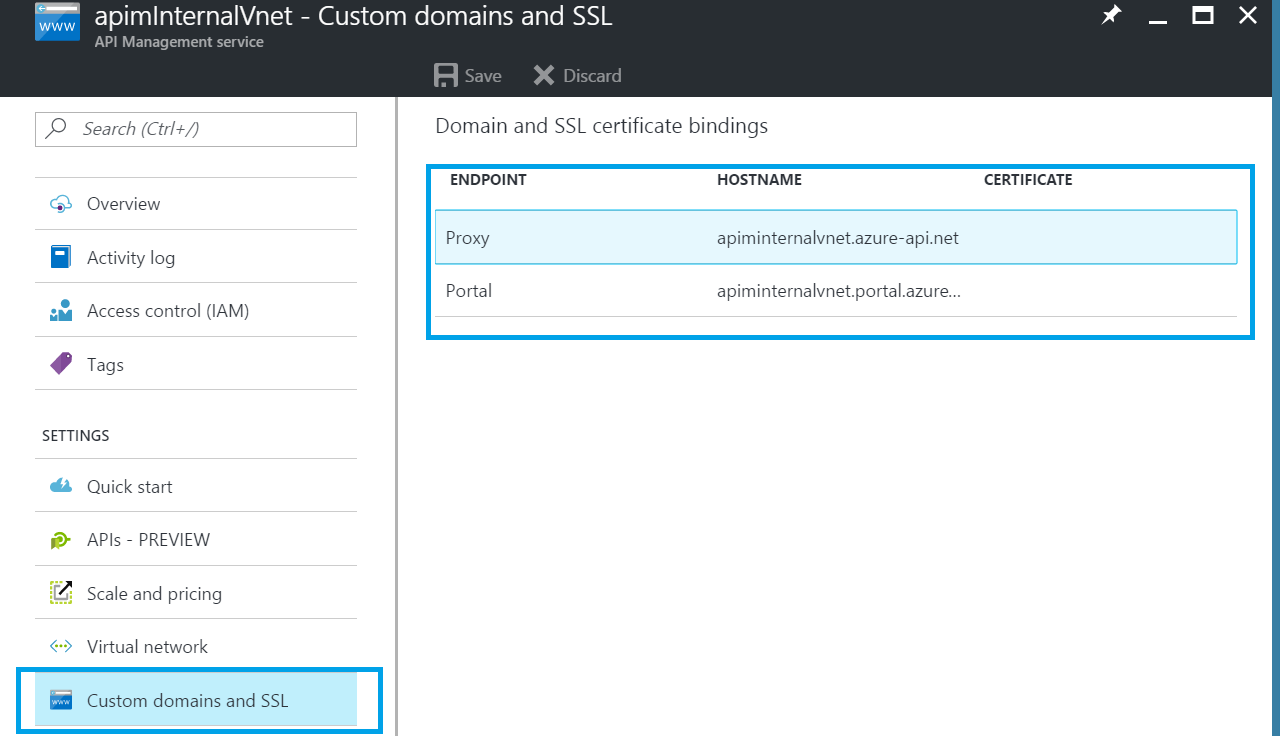 apimInternalVnet - Custom domains and SSL
API Management service
Save Discard
Search (Ctrl+/)
Overview
Activity log
Access control (IAM)
Tags
SETTINGS
Quick start
APIs - PREVIEW
Scale and pricing
Virtual network
Custom domains and SSL
Domain and SSL certificate bindings
ENDPOINT HOSTNAME CERTIFICATE
Proxy apiminternalvnet.azure-api.net
Portal apiminternalvnet.portal.azure...
www
www